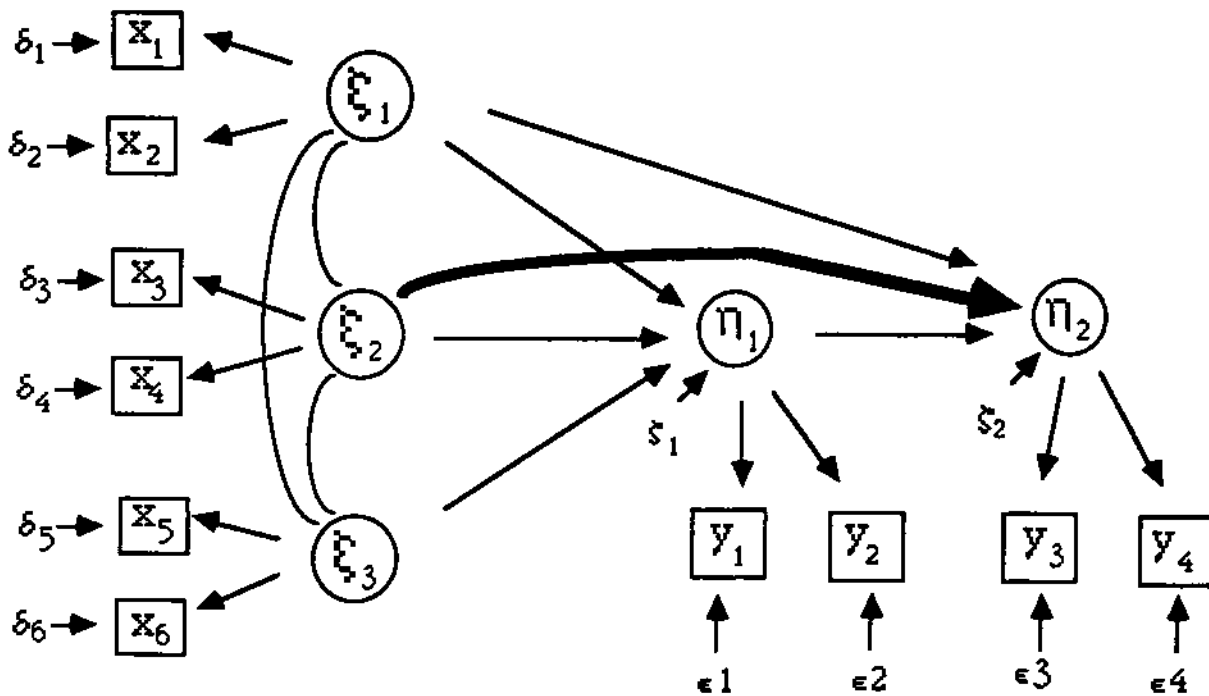 δ₁ x₁
ξ₁
δ₂ x₂
δ₃ x₃
ξ₂ η₁ η₂
δ₄ x₄
ζ₁ ζ₂
δ₅ x₅
ξ₃ y₁ y₂ y₃ y₄
δ₆ x₆
ϵ1 ϵ2 ϵ3 ϵ4